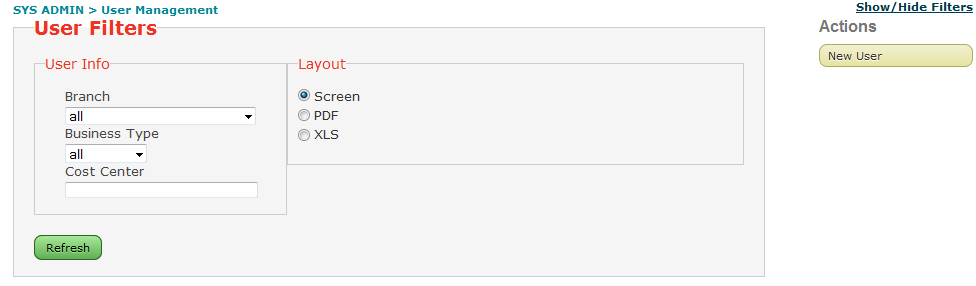 SYS ADMIN > User Management
Show/Hide Filters
User Filters
Actions
New User
User Info
Layout
Branch
all
Business Type
all
Cost Center
Screen
PDF
XLS
Refresh